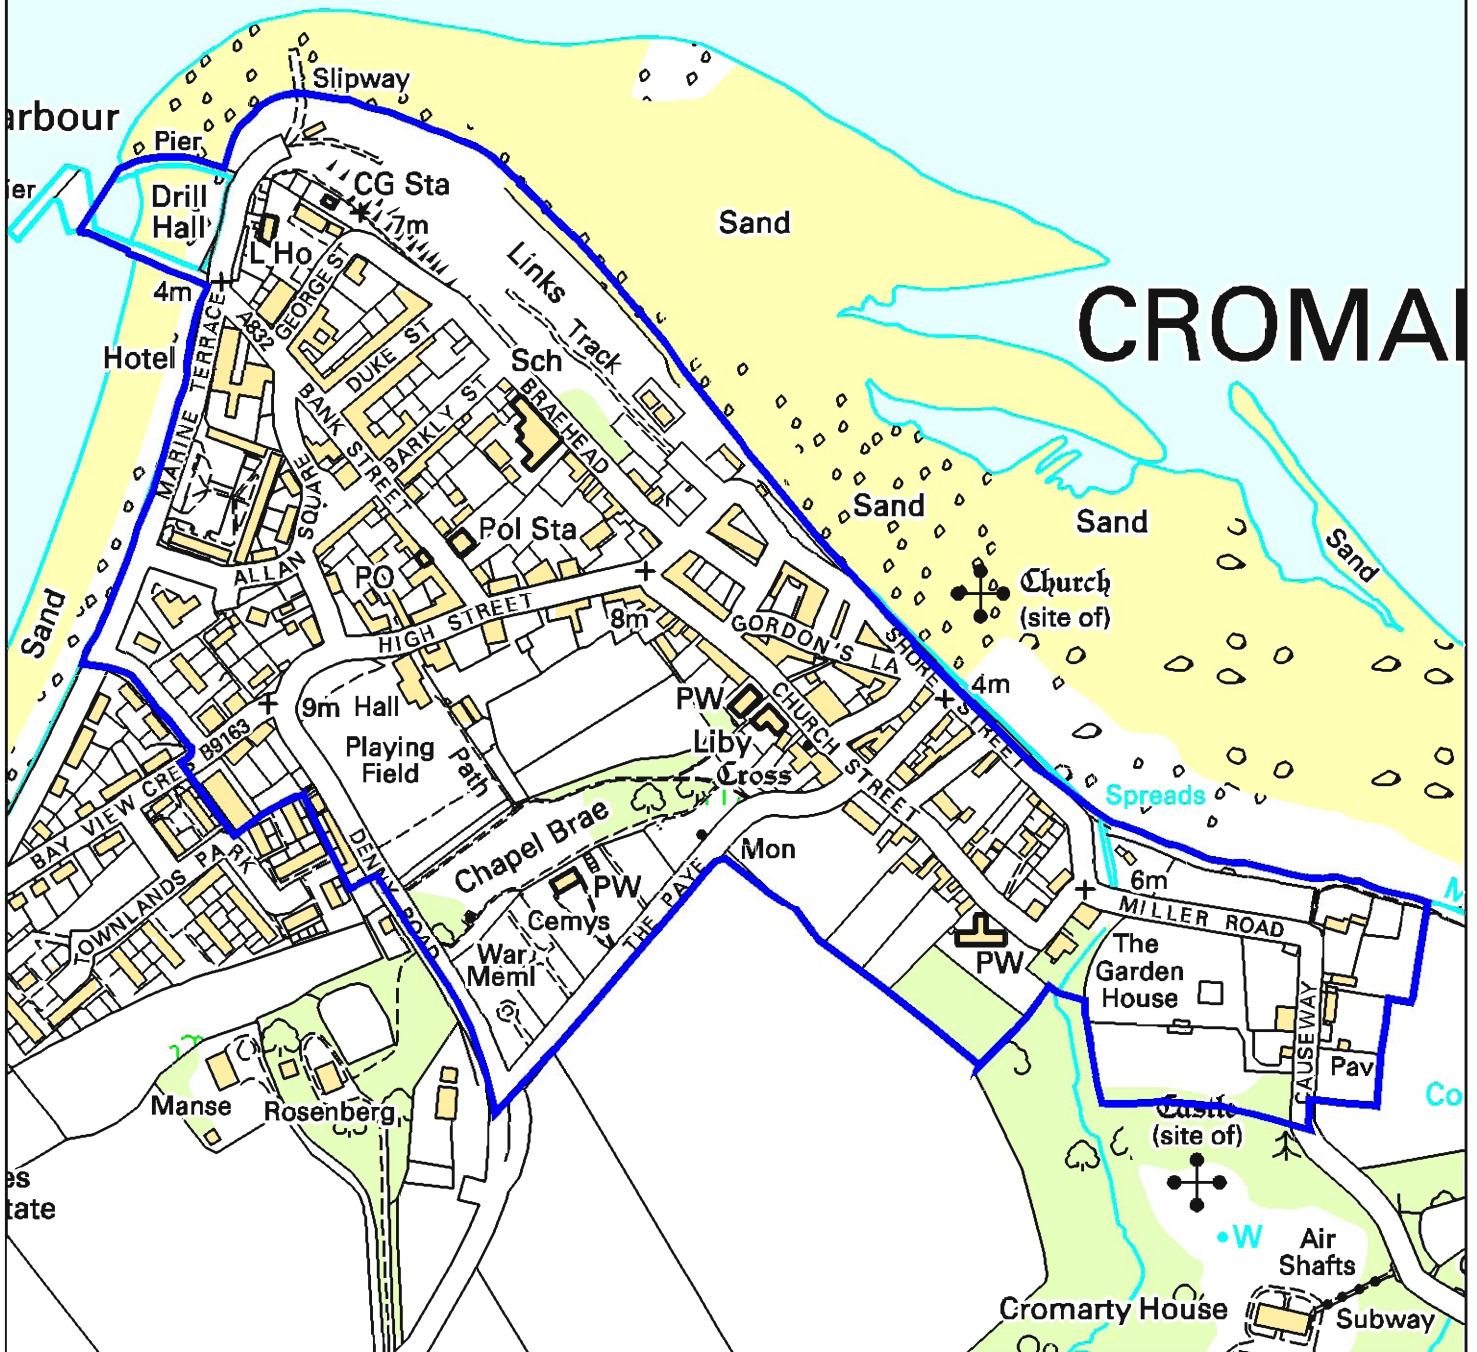 Slipway
arbour
Pier
ier
Drill
Hall
CG Sta
7m
L Ho
Sand
Links
4m
GEORGE ST
A832
Track
CROMA
Hotel
MARINE TERRACE
DUKE ST
Sch
BANK STREET
BARKLY ST
BRAEHEAD
SQUARE
Sand
Sand
Sand
Pol Sta
ALLAN
PO
Church
(site of)
Sand
HIGH STREET
8m
GORDON'S LA
SHORE STREE
4m
PW
CHURCH STREET
9m
Hall
B9163
Playing
Field
Path
Liby
Cross
Spreads
BAY VIEW CRE
Chapel Brae
DENNY ROAD
Mon
PARK
TOWNLANDS
PW
Cemys
THE PAYE
6m
MILLER ROAD
War
Meml
PW
The
Garden
House
CAUSEWAY
M
Pav
Co
Manse
Rosenberg
Castle
(site of)
es
tate
W
Air
Shafts
Cromarty House
Subway